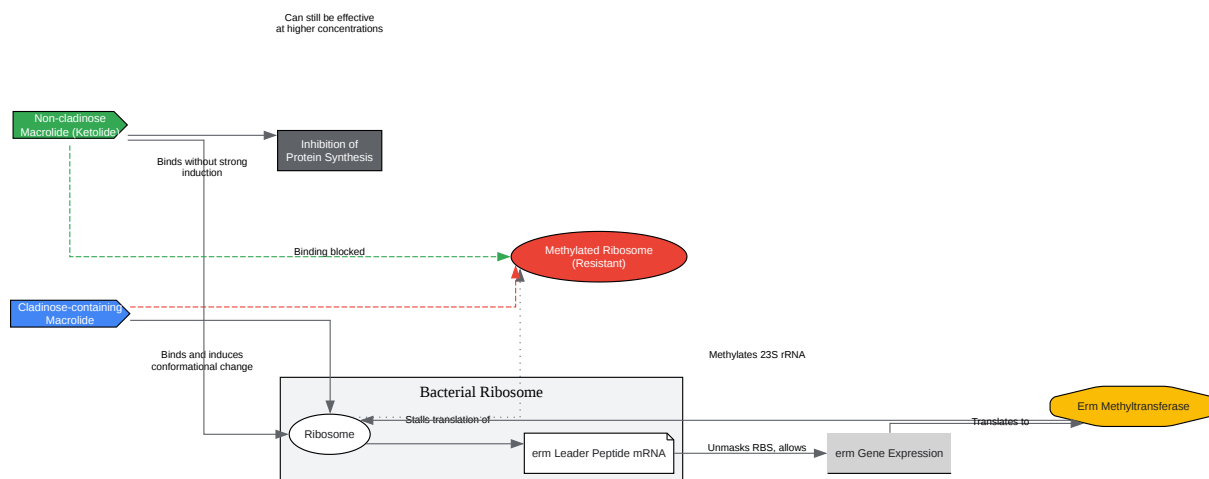 Can still be effective
at higher concentrations
Non-cladinose
Macrolide (Ketolide)
Inhibition of
Protein Synthesis
Binds without strong
induction
Binding blocked
Methylated Ribosome
(Resistant)
Cladinose-containing
Macrolide
Binds and induces
conformational change
Methylates 23S rRNA
Bacterial Ribosome
Erm Methyltransferase
Stalls translation of
Translates to
Ribosome
erm Leader Peptide mRNA
Unmasks RBS, allows
erm Gene Expression